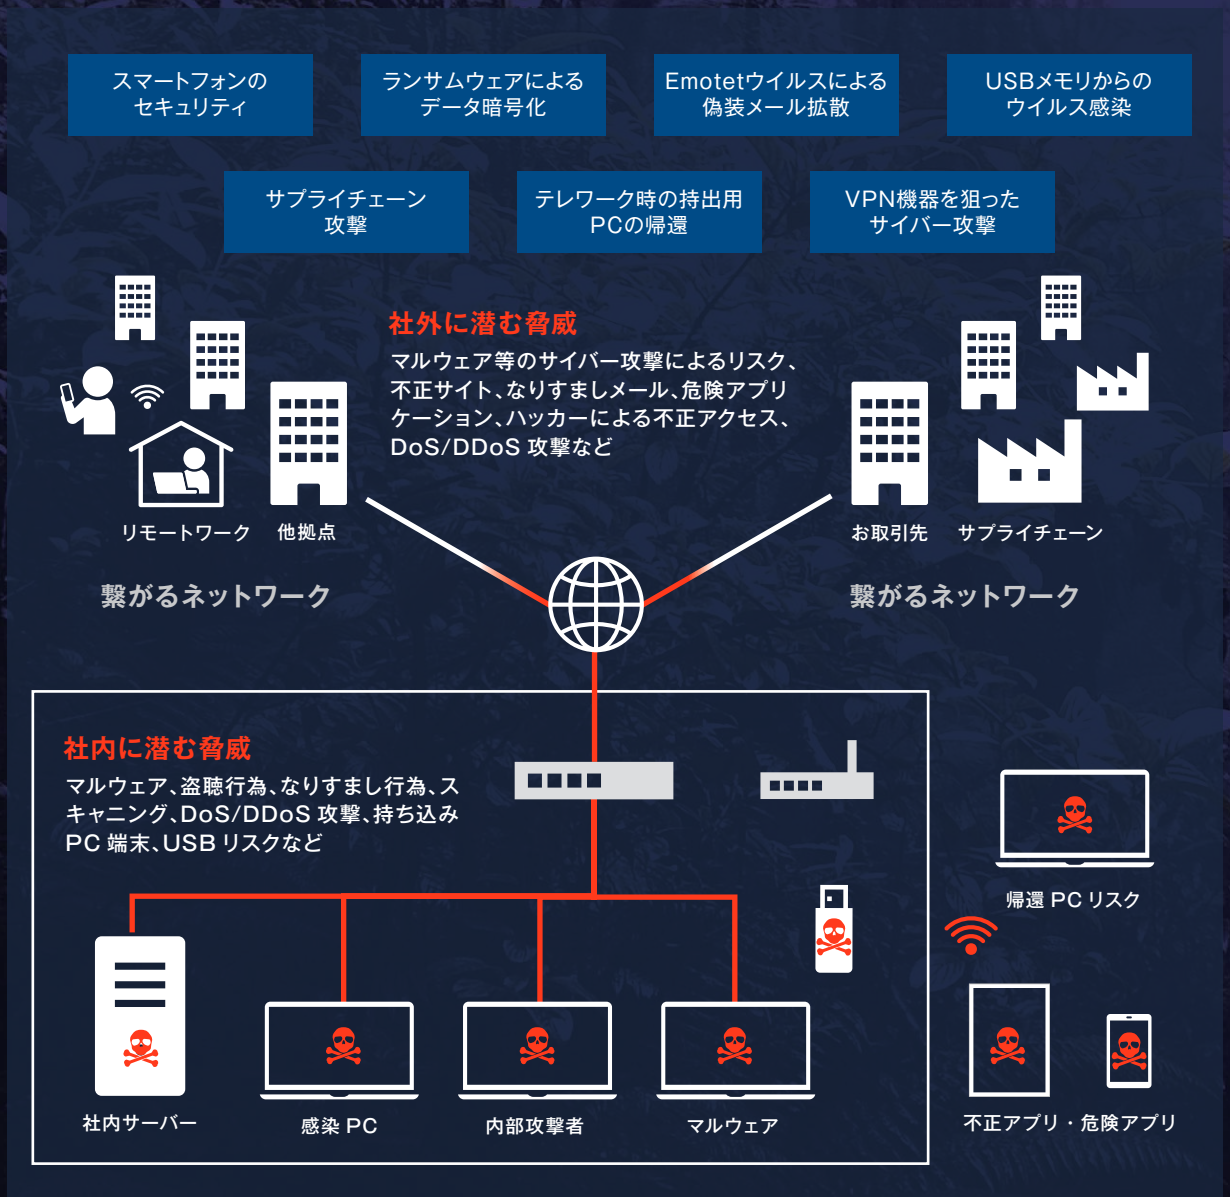 スマートフォンの
セキュリティ
ランサムウェアによる
データ暗号化
Emotetウイルスによる
偽装メール拡散
USBメモリからの
ウイルス感染
サプライチェーン
攻撃
テレワーク時の持出用
PCの帰還
VPN機器を狙った
サイバー攻撃
社外に潜む脅威
マルウェア等のサイバー攻撃によるリスク、
不正サイト、なりすましメール、危険アプリ
ケーション、ハッカーによる不正アクセス、
DoS/DDoS 攻撃など
リモートワーク
他拠点
お取引先
サプライチェーン
繋がるネットワーク
繋がるネットワーク
社内に潜む脅威
マルウェア、盗聴行為、なりすまし行為、ス
キャニング、DoS/DDoS 攻撃、持ち込み
PC 端末、USB リスクなど
帰還 PC リスク
社内サーバー
感染 PC
内部攻撃者
マルウェア
不正アプリ・危険アプリ